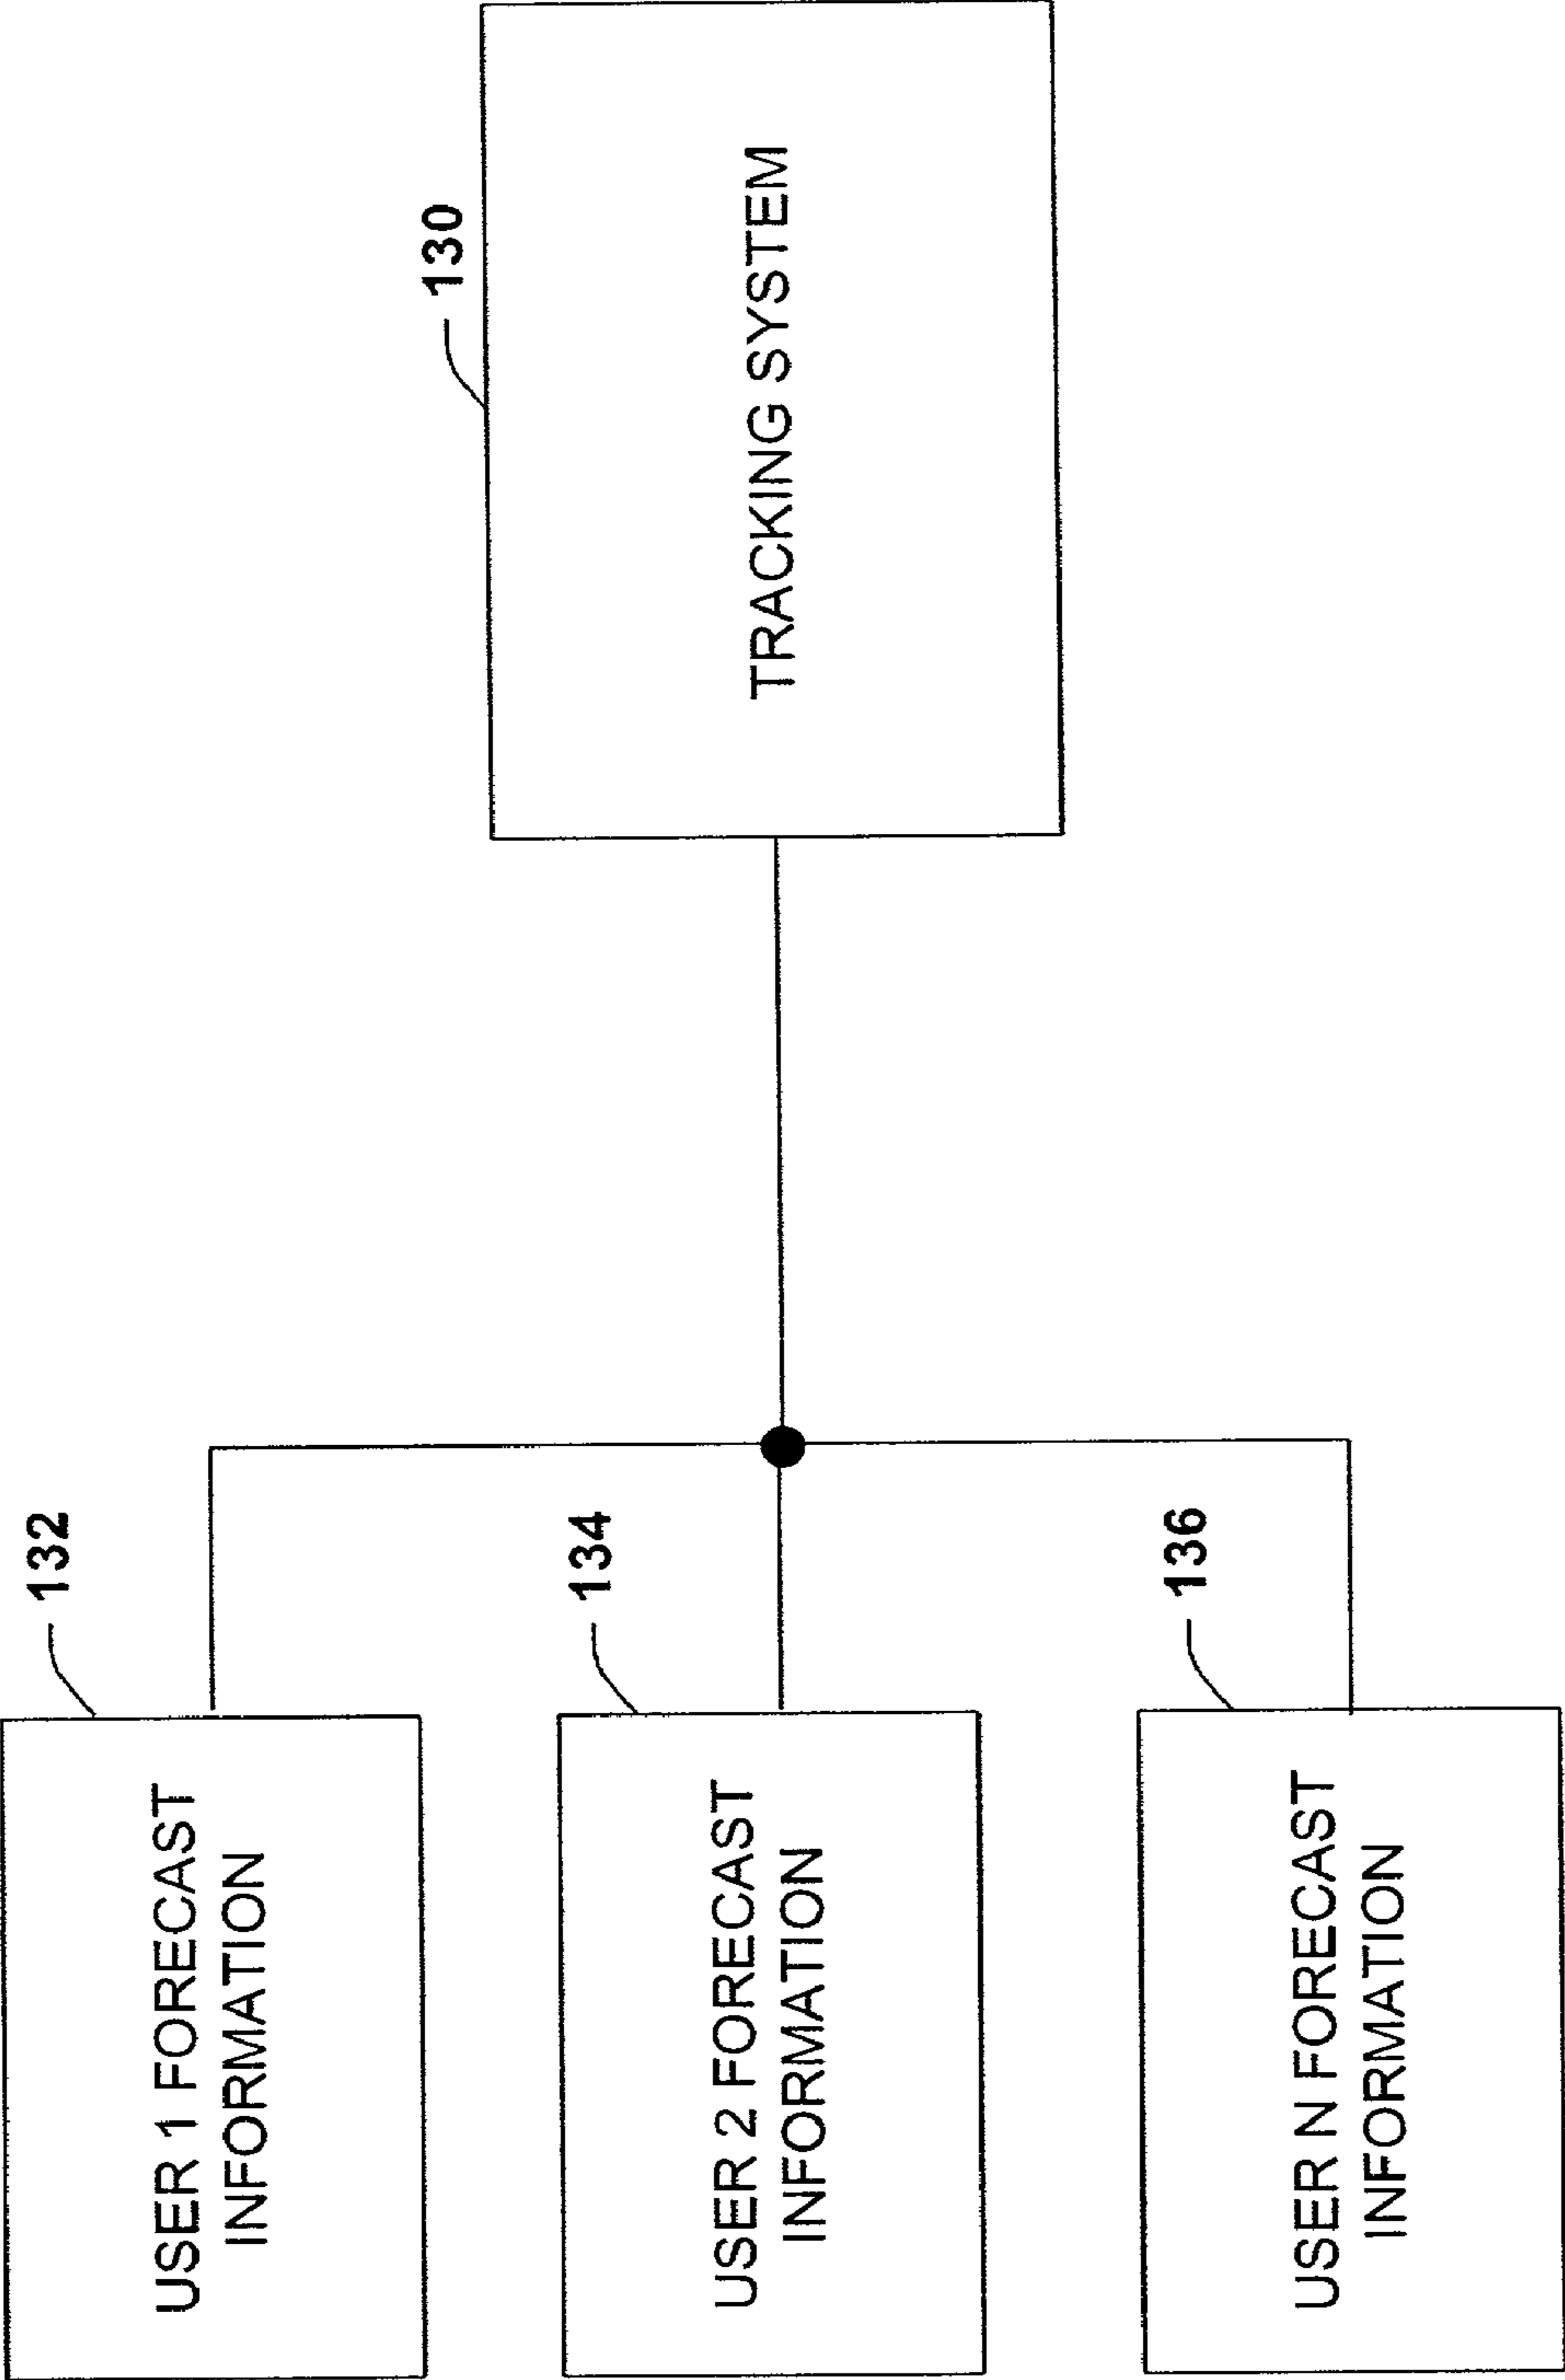 132
USER 1 FORECAST
INFORMATION
134
USER 2 FORECAST
INFORMATION
136
USER N FORECAST
INFORMATION
130
TRACKING SYSTEM